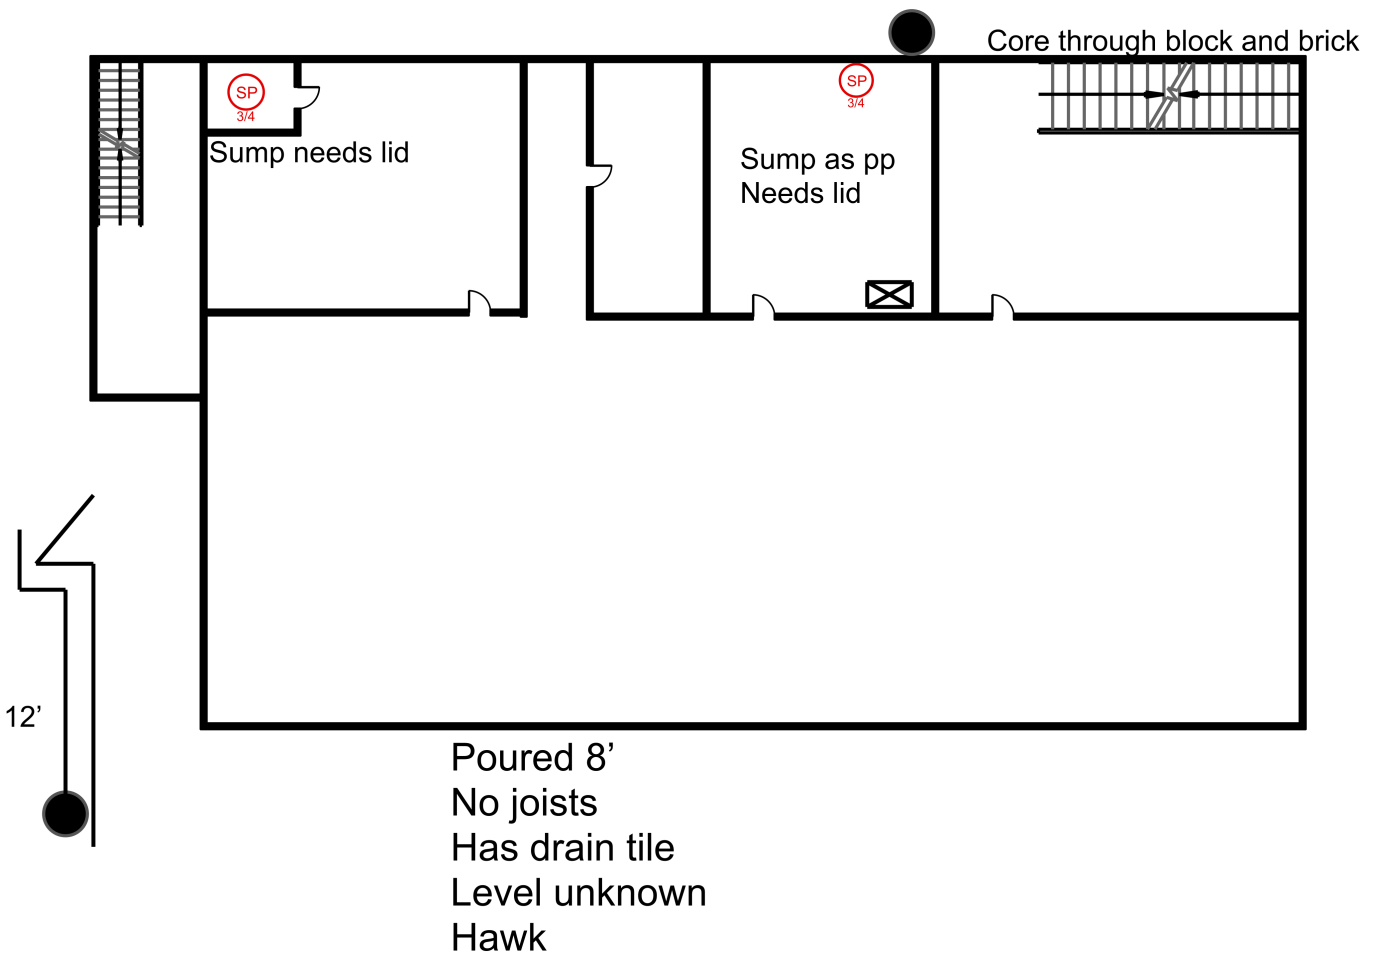 Core through block and brick
SP
3/4
SP
3/4
Sump needs lid
Sump as pp
Needs lid
12’
Poured 8’
No joists
Has drain tile
Level unknown
Hawk